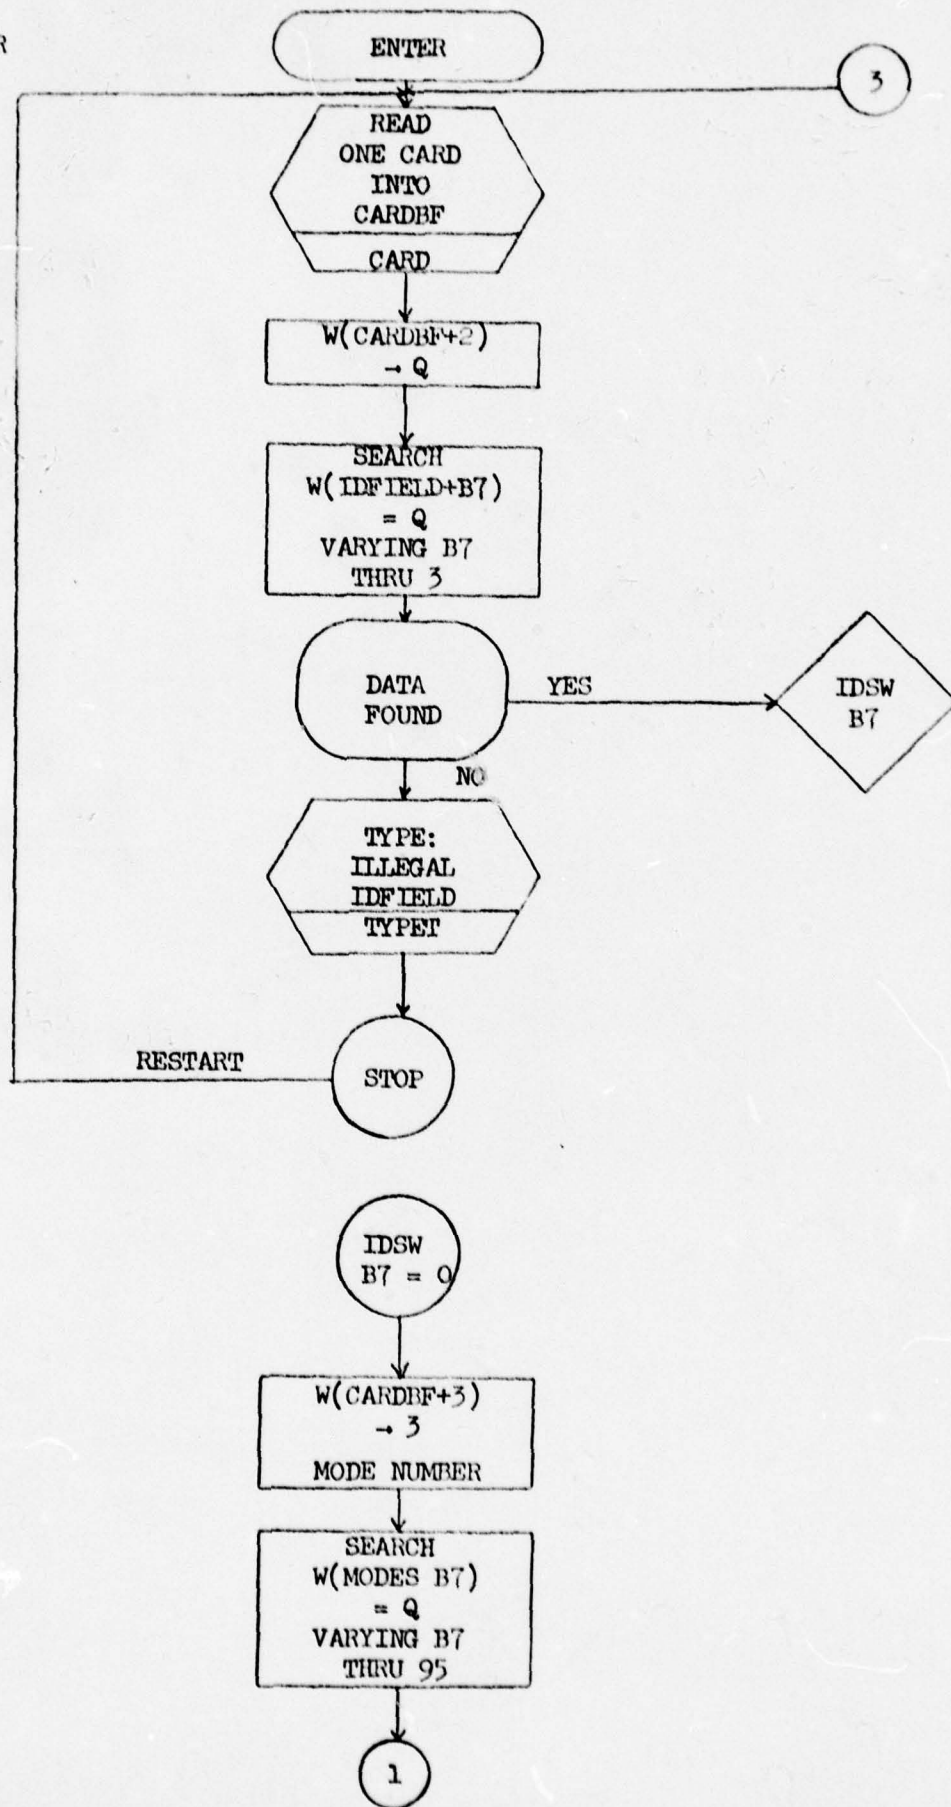 R
ENTER
3
READ
ONE CARD
INTO
CARDBF
CARD
W(CARDBF+2)
→ Q
SEARCH
W(IDFIELD+B7)
= Q
VARYING B7
THRU 3
DATA
FOUND
YES
IDSW
B7
NO
TYPE:
ILLEGAL
IDFIELD
TYPET
RESTART
STOP
IDSW
B7 = 0
W(CARDBF+3)
→ 3
MODE NUMBER
SEARCH
W(MODES B7)
= Q
VARYING B7
THRU 95
1